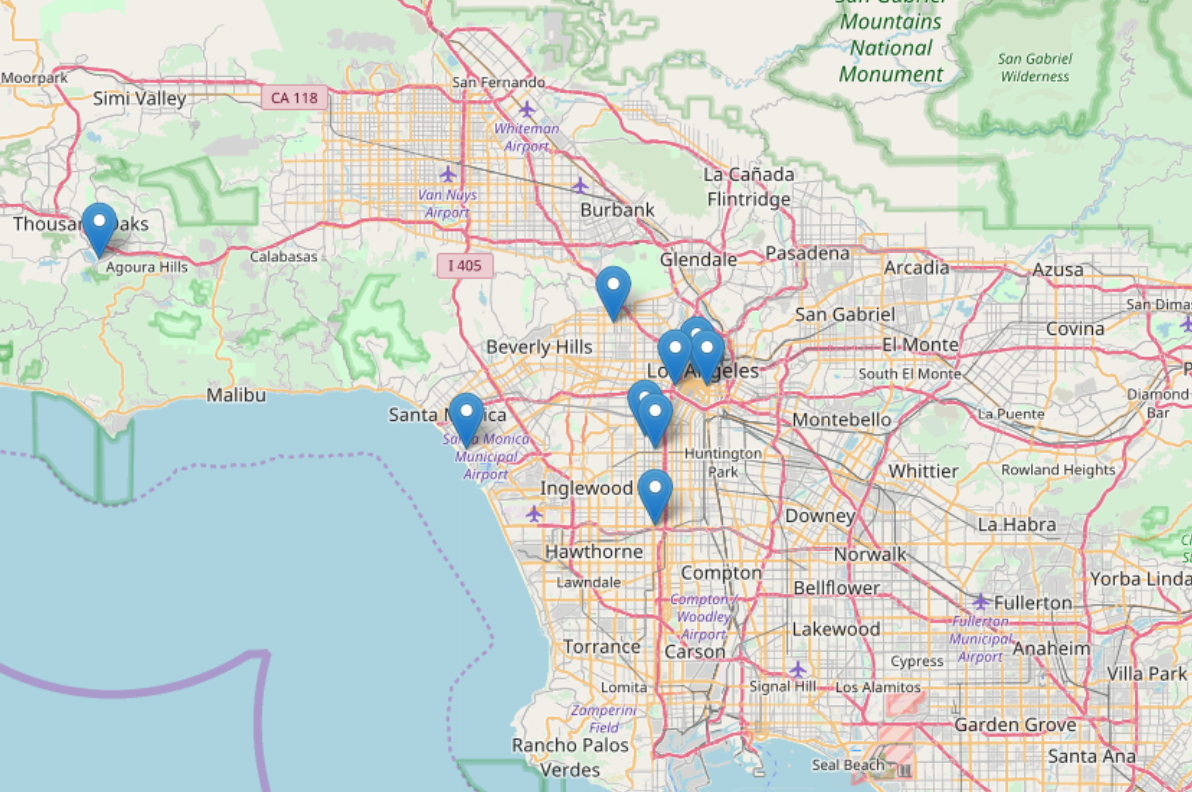 San Gabriel
Mountains
National
Monument
San Gabriel
Wilderness
Moorpark
Simi Valley
CA 118
San Fernando
Whiteman
Airport
La Cañada
Flintridge
Van Nuys
Airport
Burbank
Thousand Oaks
Agoura Hills
Calabasas
I 405
Glendale
Pasadena
Arcadia
Azusa
San Dimas
San Gabriel
Covina
Beverly Hills
El Monte
Los Angeles
South El Monte
Malibu
Santa Monica
Montebello
La Puente
Diamond
Bar
Santa Monica
Municipal
Airport
Huntington
Park
Whittier
Rowland Heights
Inglewood
Downey
La Habra
Hawthorne
Norwalk
Lawndale
Compton
Bellflower
Yorba Linda
Compton/
Woodley
Airport
Fullerton
Fullerton
Municipal
Airport
Lakewood
Torrance
Carson
Cypress
Anaheim
Villa Park
Lomita
Signal Hill
Los Alamitos
Zamperini
Field
Garden Grove
Rancho Palos
Verdes
Seal Beach
Santa Ana